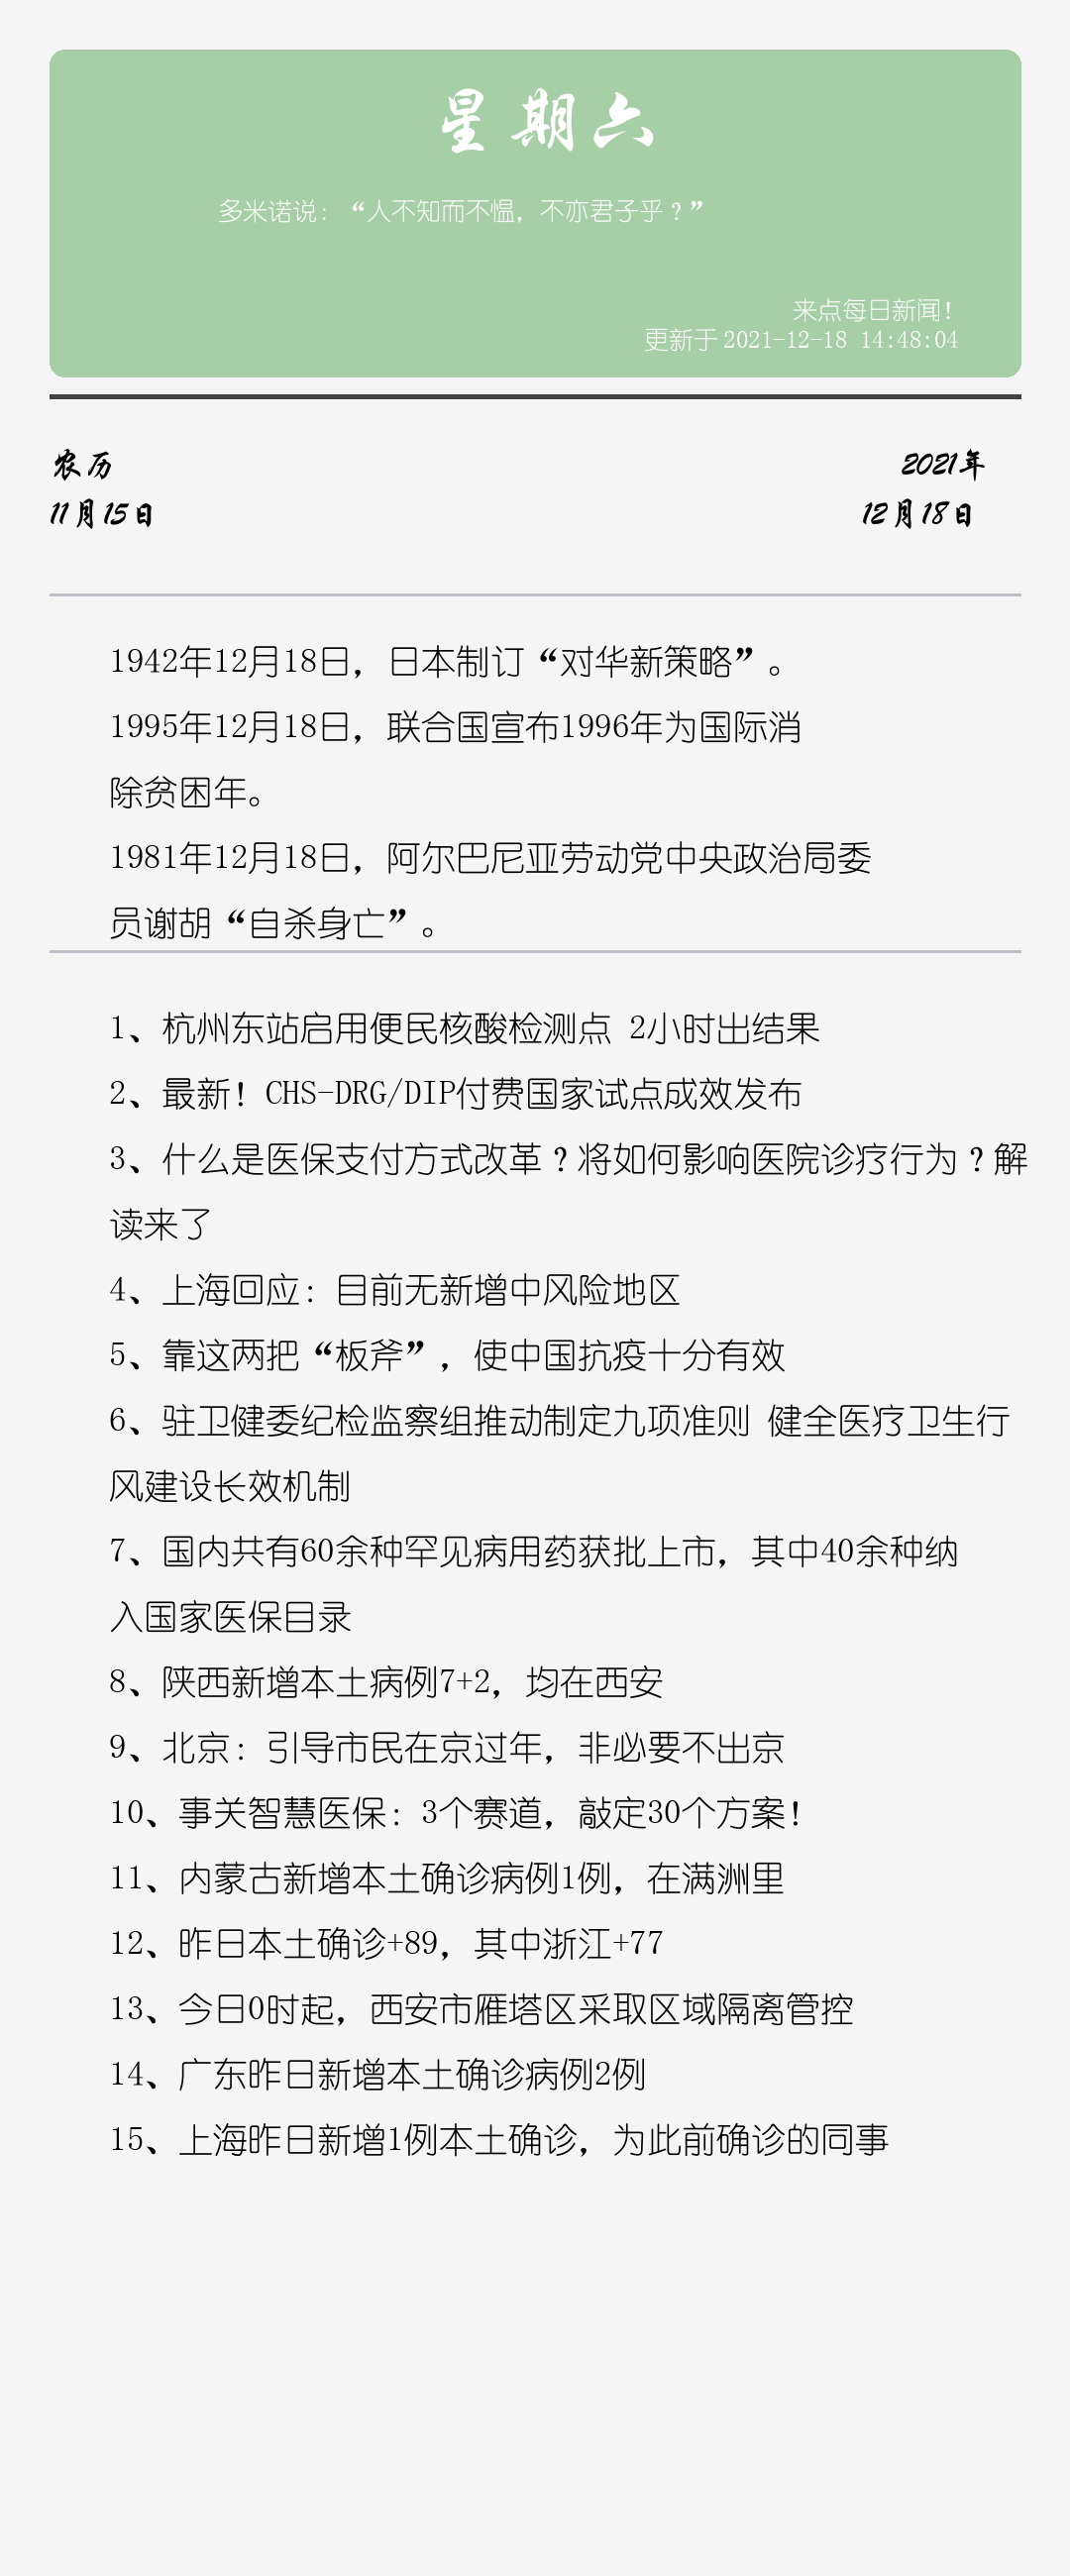 星期六
多米诺说：“人不知而不愠，不亦君子乎？”
来点每日新闻！
更新于 2021-12-18 14:48:04
农历
2021年
11月15日
12月18日
1942年12月18日，日本制订“对华新策略”。
1995年12月18日，联合国宣布1996年为国际消
除贫困年。
1981年12月18日，阿尔巴尼亚劳动党中央政治局委
员谢胡“自杀身亡”。
1、杭州东站启用便民核酸检测点 2小时出结果
2、最新！CHS-DRG/DIP付费国家试点成效发布
3、什么是医保支付方式改革？将如何影响医院诊疗行为？解
读来了
4、上海回应：目前无新增中风险地区
5、靠这两把“板斧”，使中国抗疫十分有效
6、驻卫健委纪检监察组推动制定九项准则 健全医疗卫生行
风建设长效机制
7、国内共有60余种罕见病用药获批上市，其中40余种纳
入国家医保目录
8、陕西新增本土病例7+2，均在西安
9、北京：引导市民在京过年，非必要不出京
10、事关智慧医保：3个赛道，敲定30个方案！
11、内蒙古新增本土确诊病例1例，在满洲里
12、昨日本土确诊+89，其中浙江+77
13、今日0时起，西安市雁塔区采取区域隔离管控
14、广东昨日新增本土确诊病例2例
15、上海昨日新增1例本土确诊，为此前确诊的同事